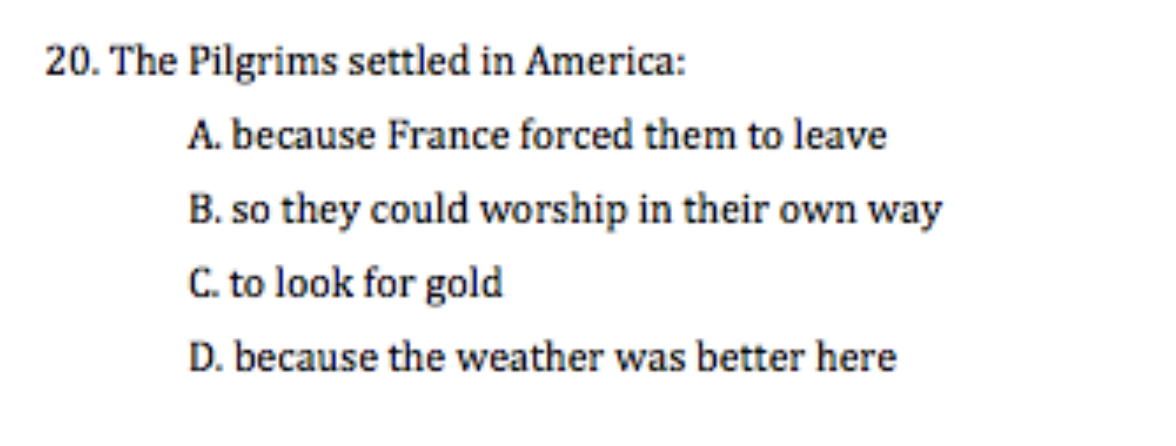 20. The Pilgrims settled in America:
A. because France forced them to leave
B. so they could worship in their own way
C. to look for gold
D. because the weather was better here